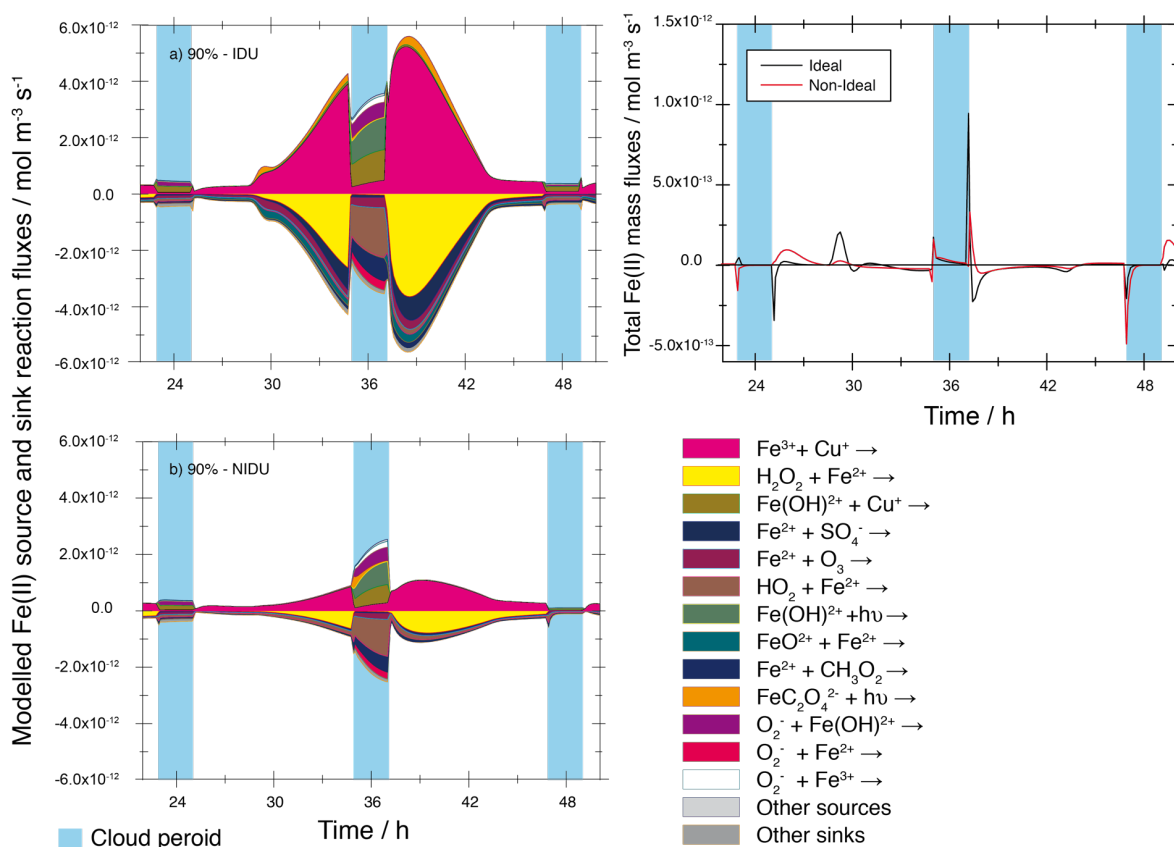 Modelled Fe(II) source and sink reaction fluxes / mol m⁻³ s⁻¹
a) 90% - IDU
6.0x10⁻¹²
4.0x10⁻¹²
2.0x10⁻¹²
0.0
-2.0x10⁻¹²
-4.0x10⁻¹²
-6.0x10⁻¹²
24 30 36 42 48
Total Fe(II) mass fluxes / mol m⁻³ s⁻¹
1.5x10⁻¹²
1.0x10⁻¹²
5.0x10⁻¹³
0.0
-5.0x10⁻¹³
Ideal
Non-Ideal
24 30 36 42 48
Time / h
b) 90% - NIDU
6.0x10⁻¹²
4.0x10⁻¹²
2.0x10⁻¹²
0.0
-2.0x10⁻¹²
-4.0x10⁻¹²
-6.0x10⁻¹²
24 30 36 42 48
Time / h
Cloud peroid
Fe³⁺+ Cu⁺ →
H₂O₂ + Fe²⁺ →
Fe(OH)²⁺ + Cu⁺ →
Fe²⁺ + SO₄⁻ →
Fe²⁺ + O₃ →
HO₂ + Fe²⁺ →
Fe(OH)²⁺ +hυ →
FeO²⁺ + Fe²⁺ →
Fe²⁺ + CH₃O₂ →
FeC₂O₄²⁻ + hυ →
O₂⁻ + Fe(OH)²⁺ →
O₂⁻ + Fe²⁺ →
O₂⁻ + Fe³⁺ →
Other sources
Other sinks